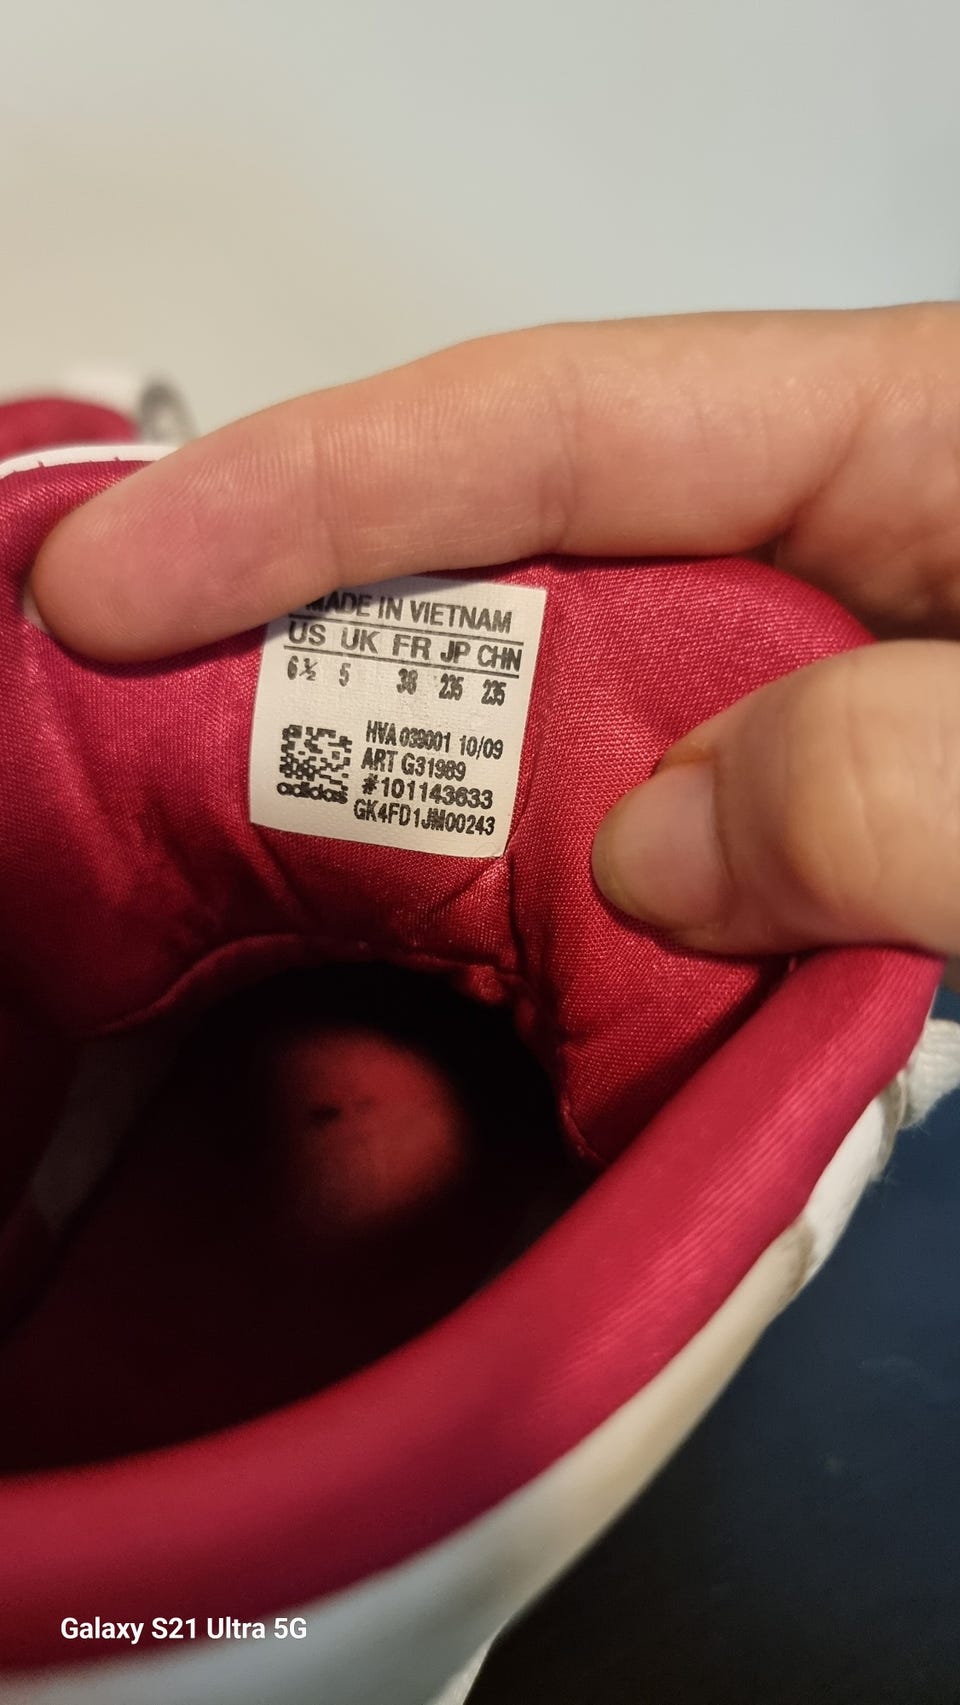 MADE IN VIETNAM
US UK FR JP CHN
6½ 5 38 235 235
HVA 039001 10/09
ART G31989
#101143633
adidas
GK4FD1JM00243
Galaxy S21 Ultra 5G